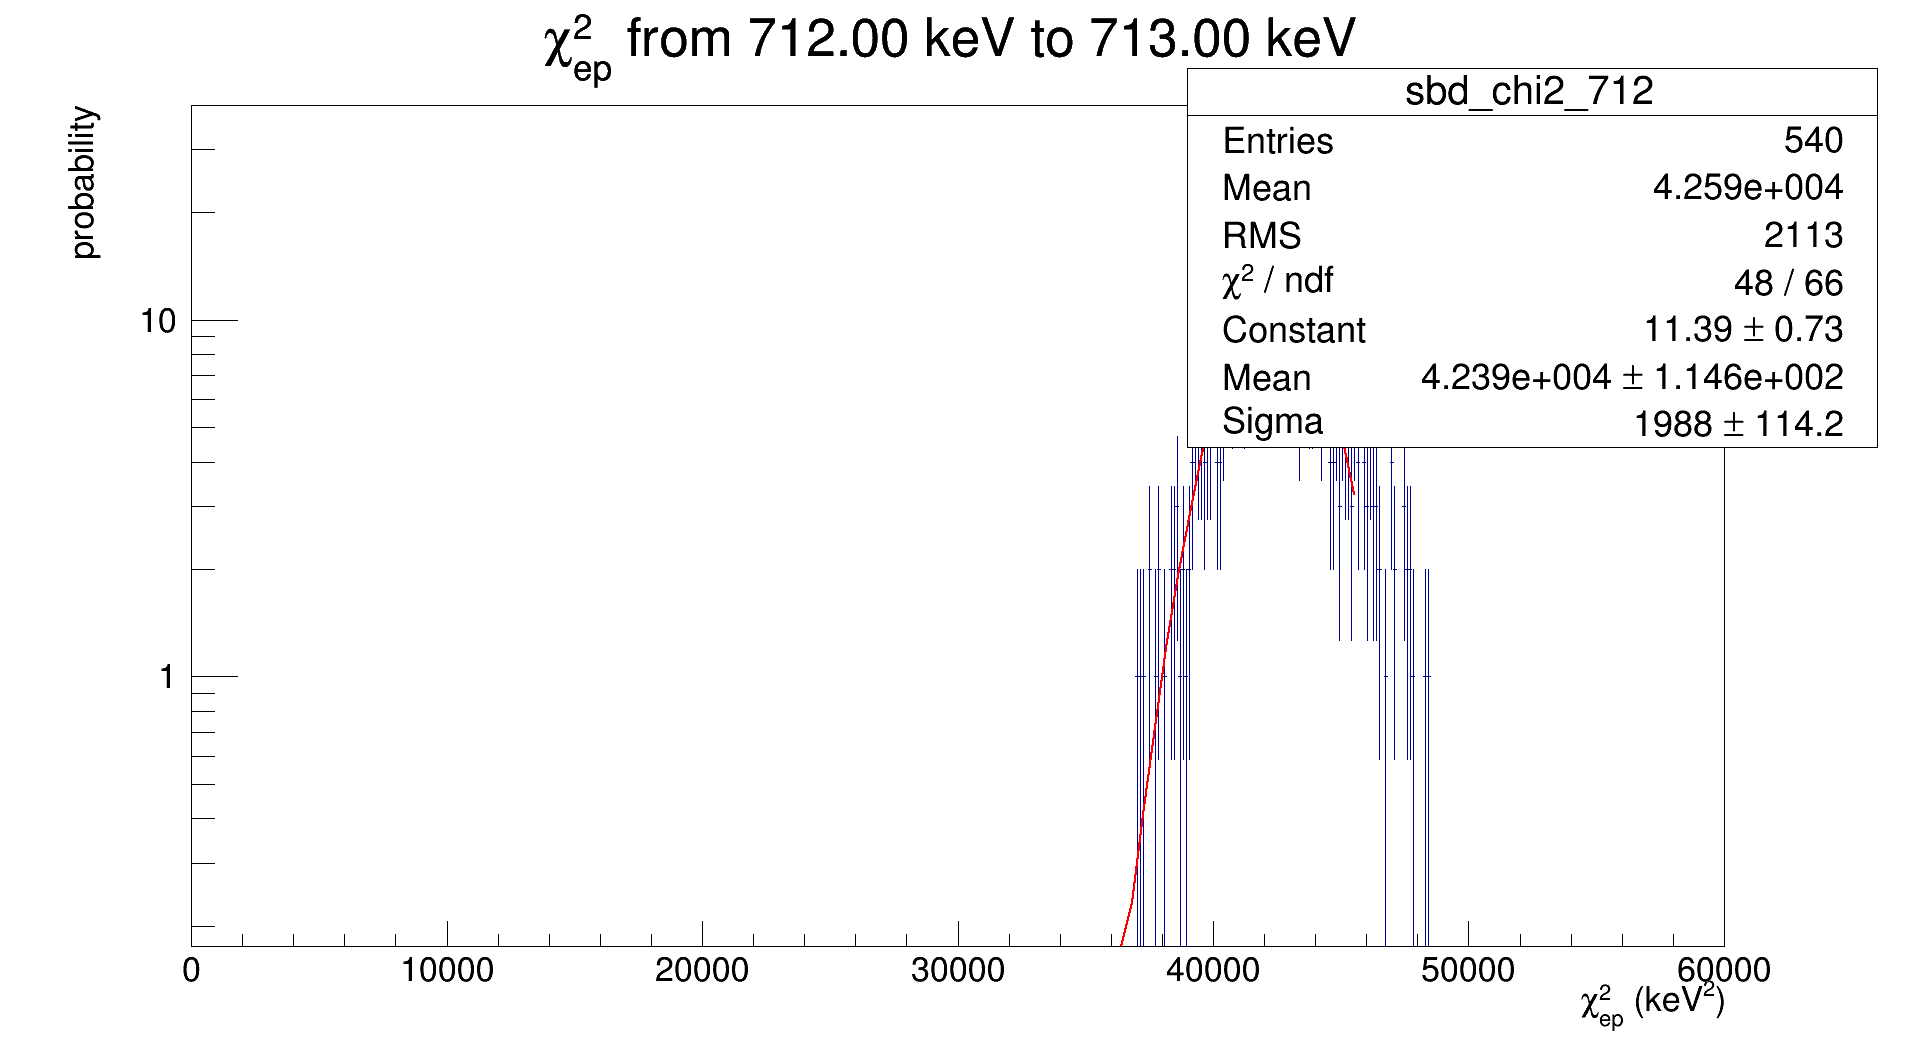 χ²ep from 712.00 keV to 713.00 keV
sbd_chi2_712
Entries 540
Mean 4.259e+004
RMS 2113
χ² / ndf 48 / 66
Constant 11.39 ± 0.73
Mean 4.239e+004 ± 1.146e+002
Sigma 1988 ± 114.2
probability
10
1
0 10000 20000 30000 40000 50000 60000
χ²ep (keV²)